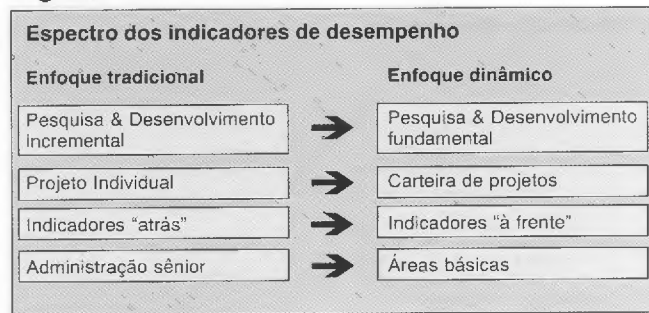 Espectro dos indicadores de desempenho
Enfoque tradicional
Enfoque dinâmico
Pesquisa & Desenvolvimento
incremental
Pesquisa & Desenvolvimento
fundamental
Projeto Individual
Carteira de projetos
Indicadores “atrás”
Indicadores “à frente”
Administração sênior
Áreas básicas